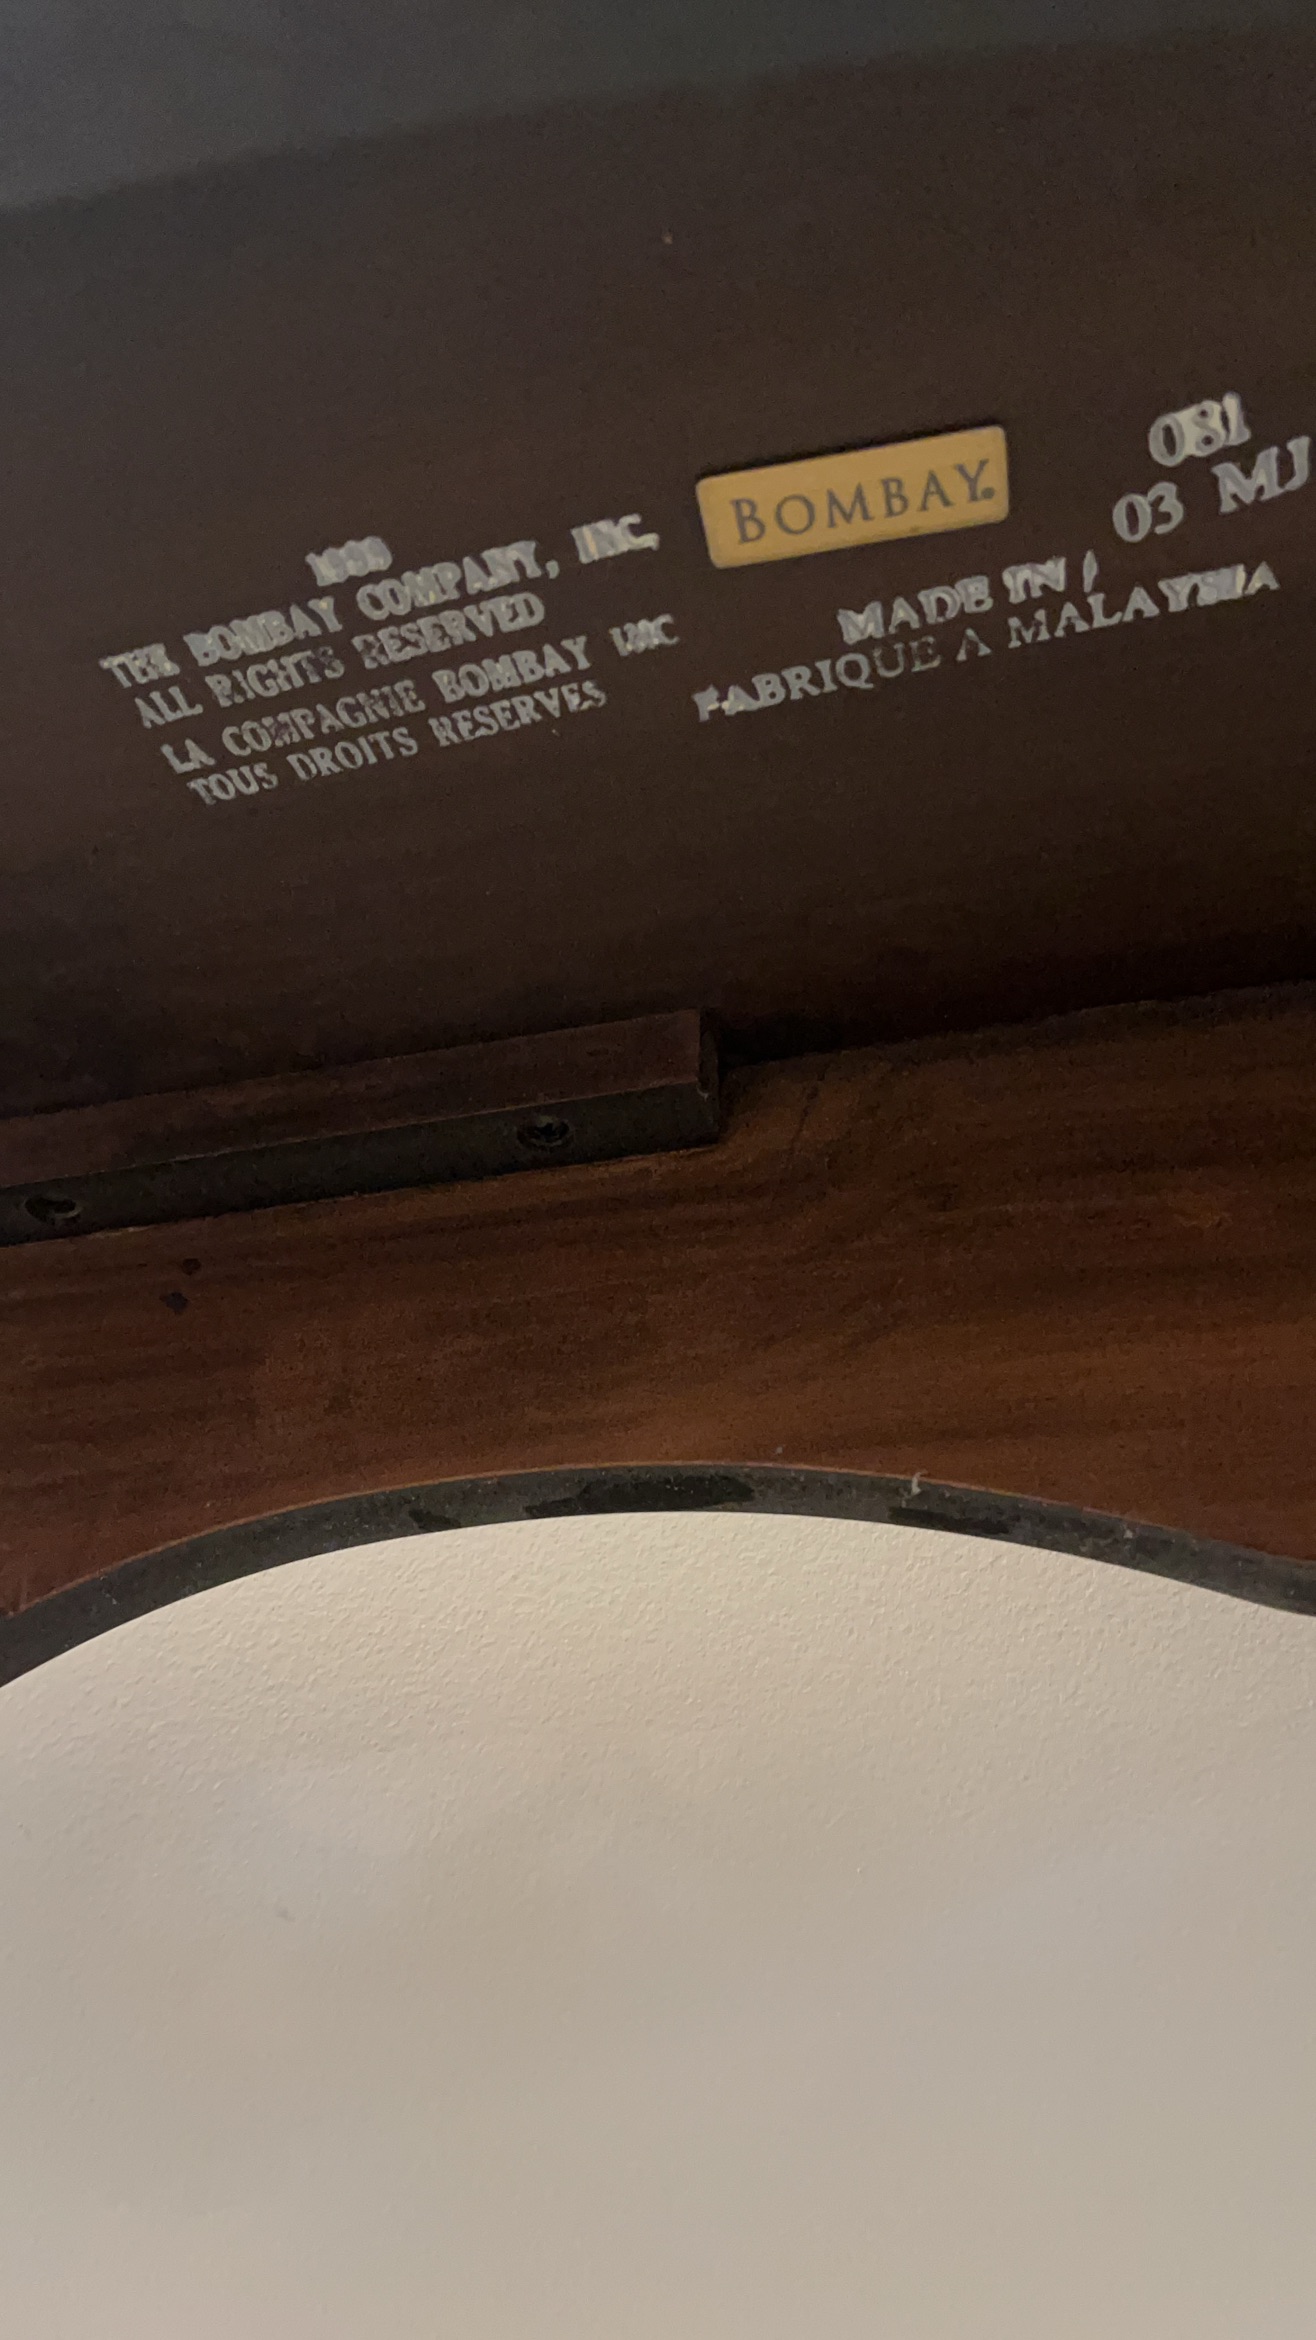 THE BOMBAY COMPANY, INC.
ALL RIGHTS RESERVED
LA COMPAGNIE BOMBAY INC
TOUS DROITS RESERVES
BOMBAY®
081
03 MJ
MADE IN
FABRIQUE A MALAYSIA